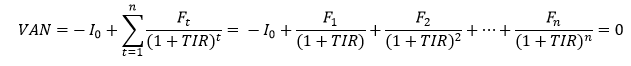 VAN = − I₀ + ∑ₜ₌₁ⁿ Fₜ/(1 + TIR)ᵗ = − I₀ + F₁/(1 + TIR) + F₂/(1 + TIR)² + ⋯ + Fₙ/(1 + TIR)ⁿ = 0